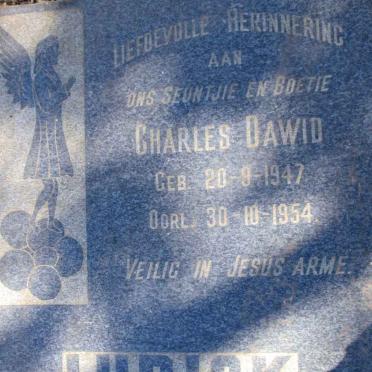 LIEFDEVOLLE HERINNERING
AAN
ONS SEUNTJIE EN BOETIE
CHARLES DAWID
GEB. 20-9-1947
OORL. 30-10-1954.
VEILIG IN JESUS ARME.